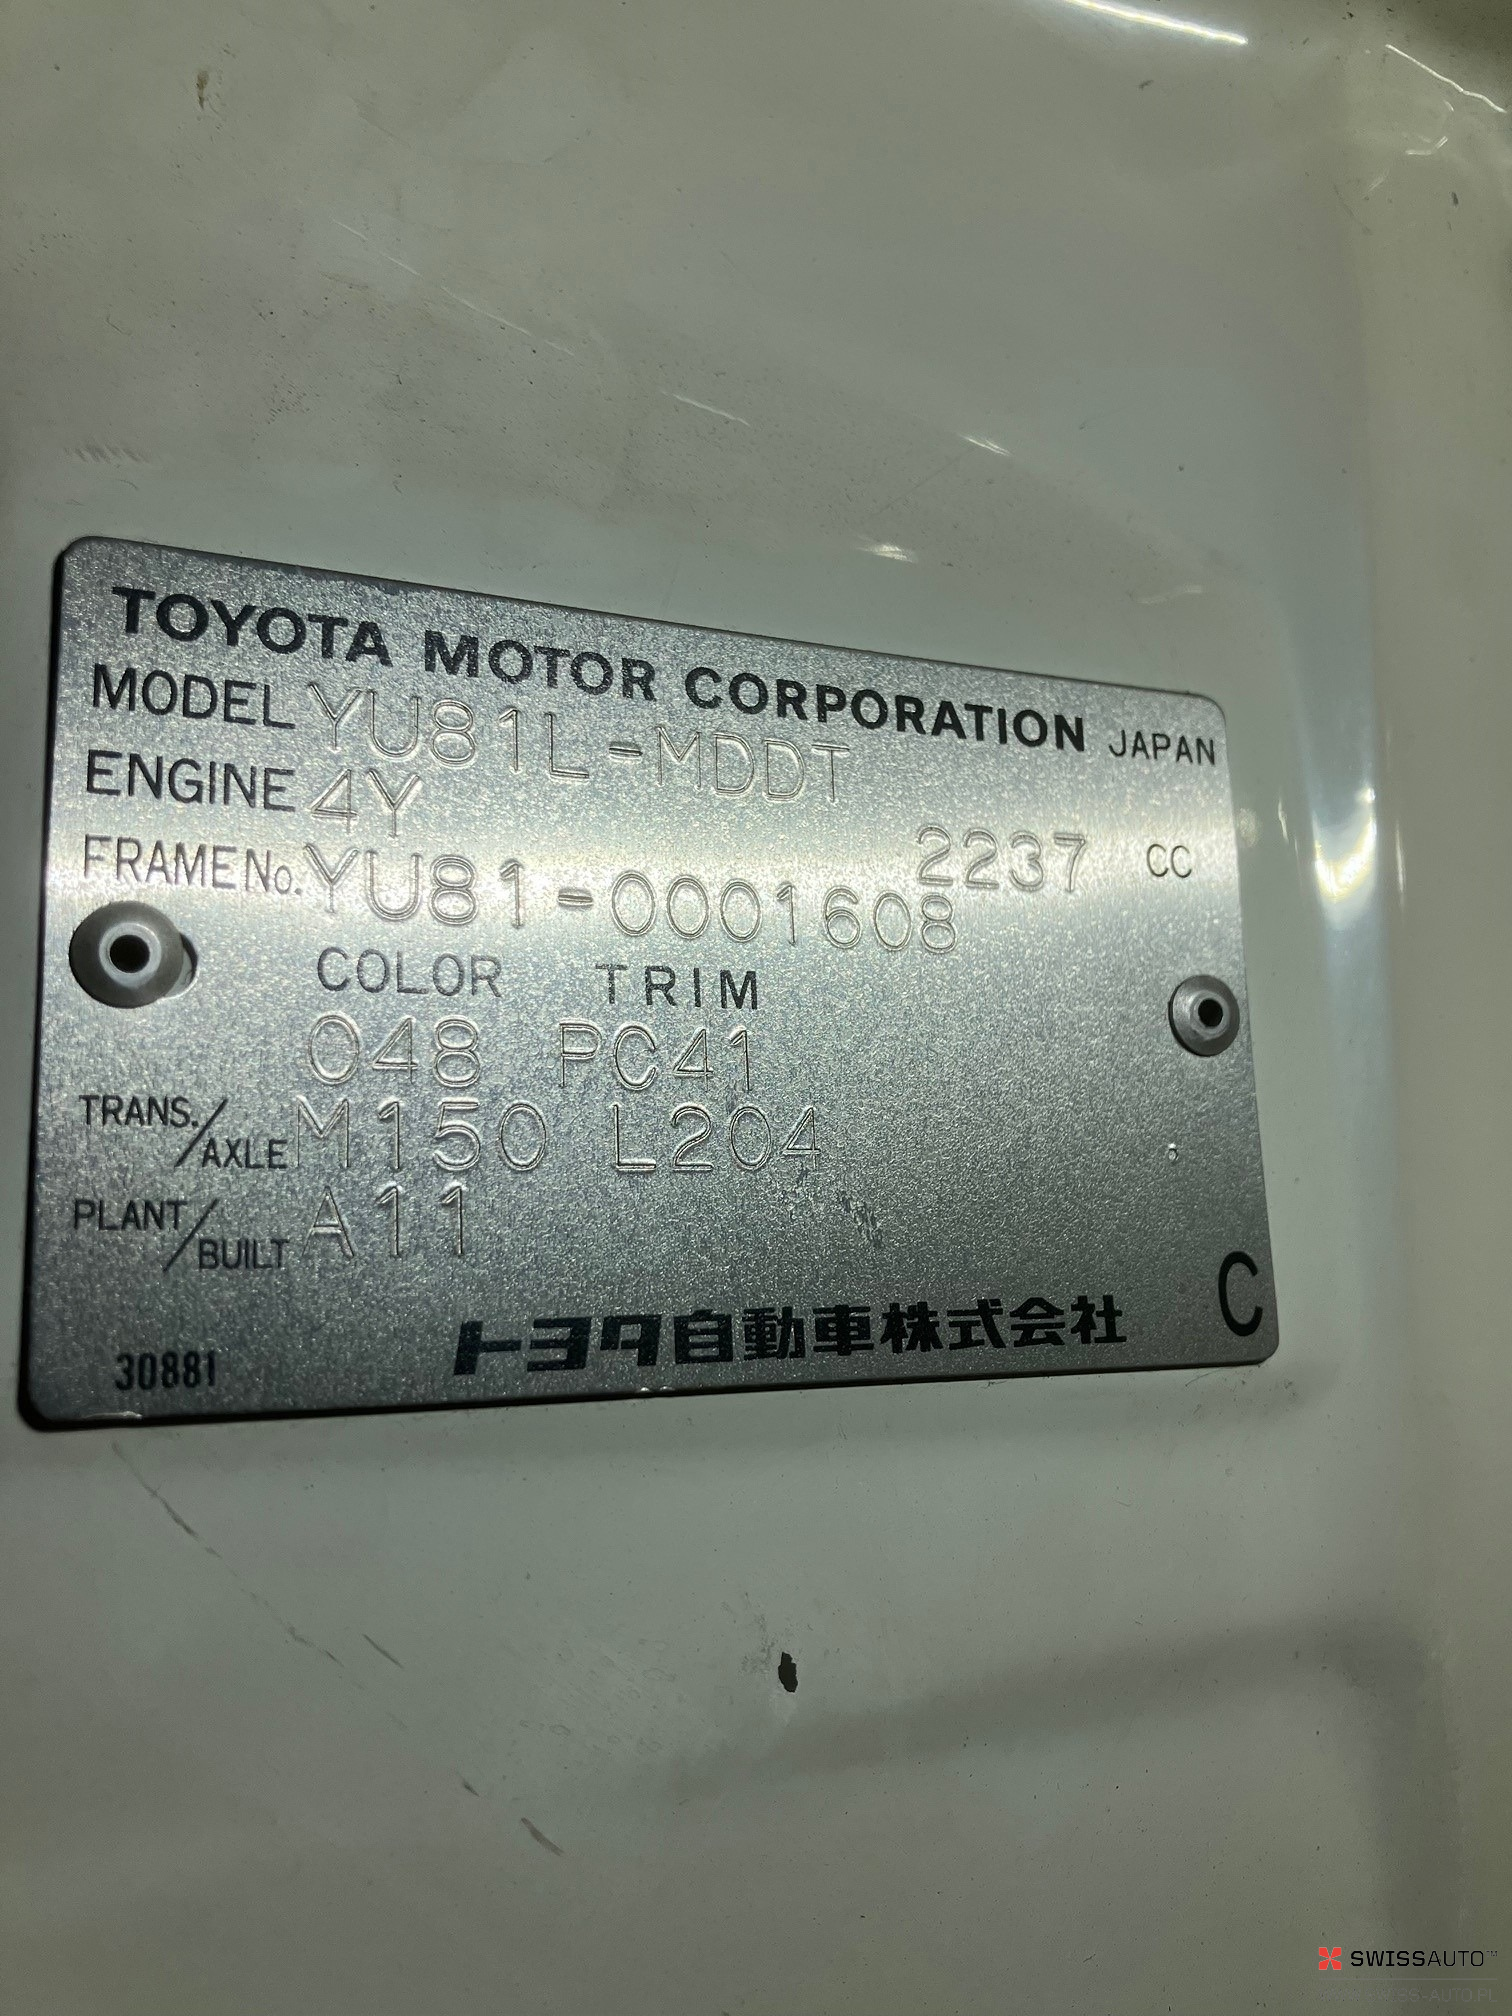 TOYOTA MOTOR CORPORATION JAPAN
MODEL YU81L-MDDT
ENGINE 4Y 2237 CC
FRAME No. YU81-0001608
COLOR TRIM
048 PC41
TRANS./AXLE M150 L204
PLANT/BUILT A11
C
30881 トヨタ自動車株式会社
SWISSAUTO™